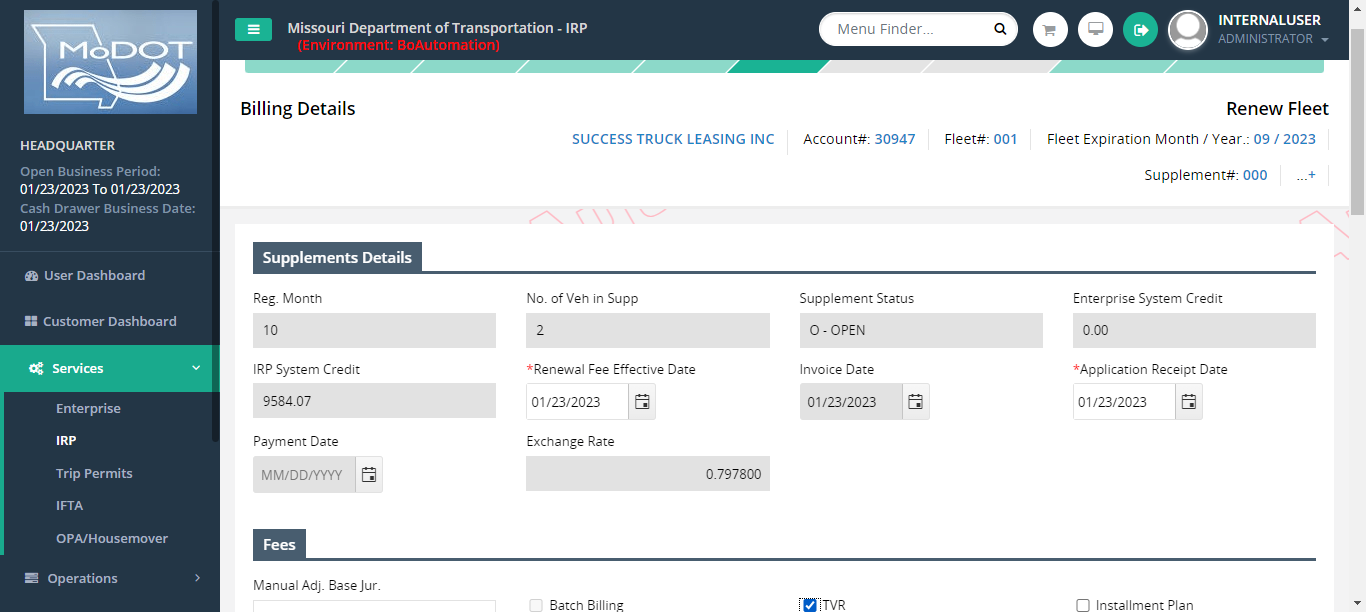 MoDOT
Missouri Department of Transportation - IRP
(Environment: BoAutomation)
Menu Finder...
INTERNALUSER
ADMINISTRATOR
HEADQUARTER
Open Business Period:
01/23/2023 To 01/23/2023
Cash Drawer Business Date:
01/23/2023
User Dashboard
Customer Dashboard
Services
Enterprise
IRP
Trip Permits
IFTA
OPA/Housemover
Operations
Billing Details
Renew Fleet
SUCCESS TRUCK LEASING INC Account#: 30947 Fleet#: 001 Fleet Expiration Month / Year.: 09 / 2023
Supplement#: 000 ...+
Supplements Details
Reg. Month No. of Veh in Supp Supplement Status Enterprise System Credit
10 2 O - OPEN 0.00
IRP System Credit *Renewal Fee Effective Date Invoice Date *Application Receipt Date
9584.07 01/23/2023 01/23/2023 01/23/2023
Payment Date Exchange Rate
MM/DD/YYYY 0.797800
Fees
Manual Adj. Base Jur.
Batch Billing TVR Installment Plan